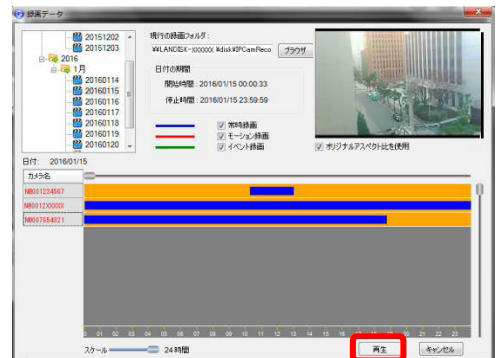 録画データ
20151202
20151203
2016
1月
20160114
20160115
20160116
20160117
20160118
20160119
20160120
現行の録画フォルダ:
¥¥LANDISK-XXXXXX ¥disk¥IPCamReco
ブラウザ
日付の期間
開始時間 : 2016/01/15 00:00:33
停止時間 : 2016/01/15 23:59:59
常時録画
モーション録画
イベント録画
オリジナルアスペクト比を使用
日付: 2016/01/15
カメラ名
NB001234567
NB0012XXXXX
NB007654321
0 01 02 03 04 05 06 07 08 09 10 11 12 13 14 15 16 17 18 19 20 21 22 23
スケール 24 時間
再生
キャンセル